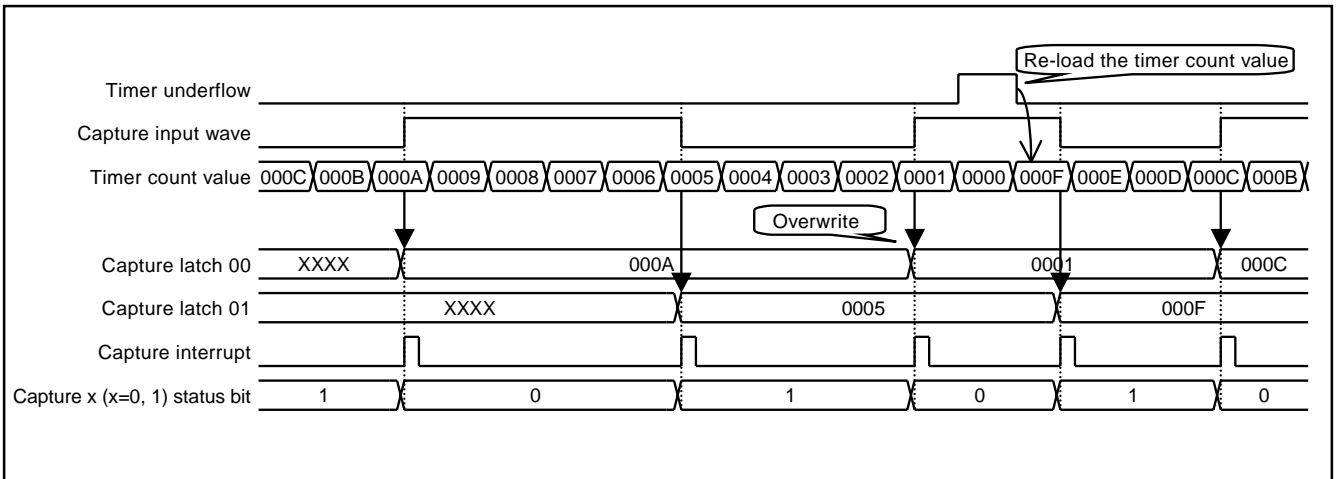 Re-load the timer count value
Timer underflow
Capture input wave
Timer count value 000C 000B 000A 0009 0008 0007 0006 0005 0004 0003 0002 0001 0000 000F 000E 000D 000C 000B
Overwrite
Capture latch 00 XXXX 000A 0001 000C
Capture latch 01 XXXX 0005 000F
Capture interrupt
Capture x (x=0, 1) status bit 1 0 1 0 1 0